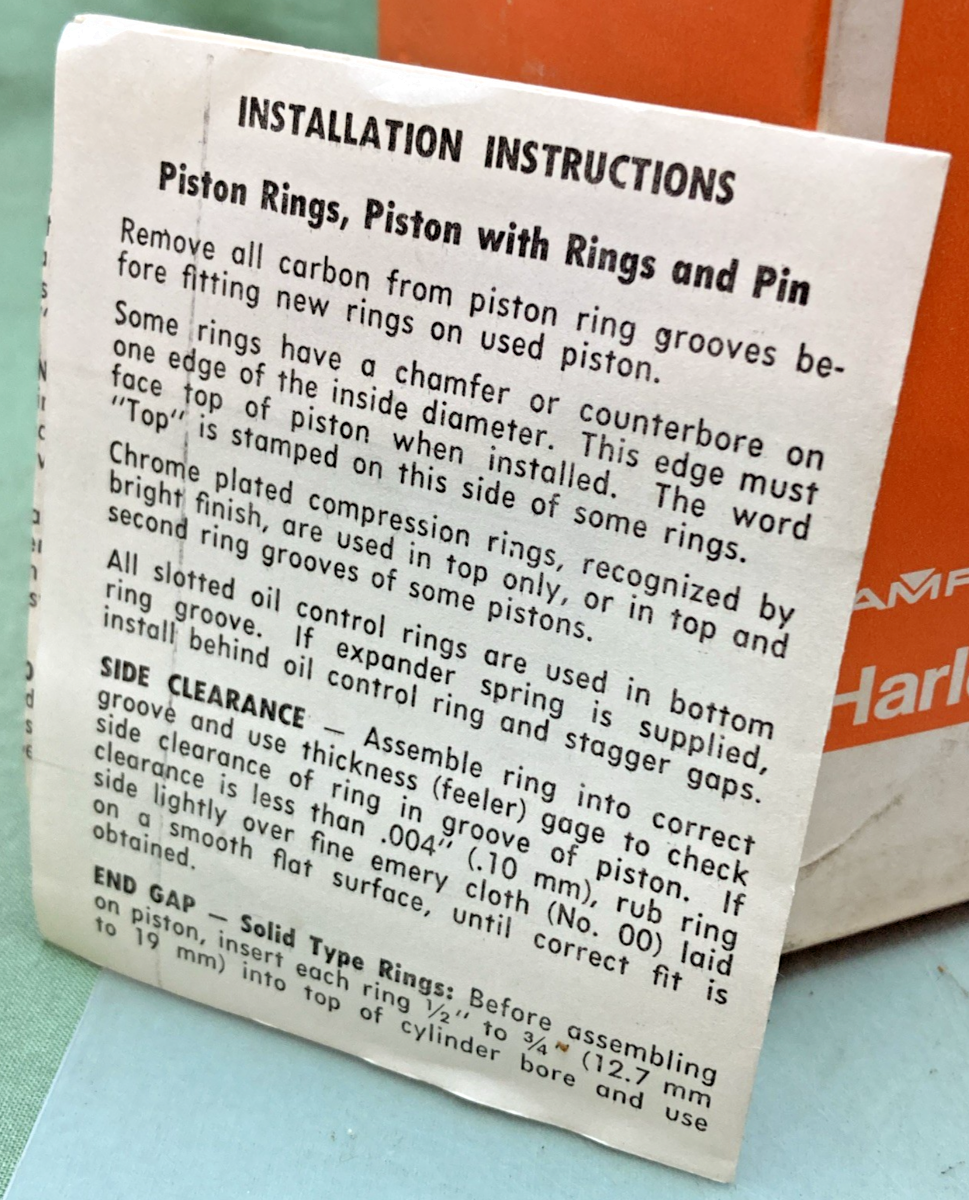 INSTALLATION INSTRUCTIONS
Piston Rings, Piston with Rings and Pin
Remove all carbon from piston ring grooves be-
fore fitting new rings on used piston.
Some rings have a chamfer or counterbore on
one edge of the inside diameter. This edge must
face top of piston when installed. The word
"Top" is stamped on this side of some rings.
Chrome plated compression rings, recognized by
bright finish, are used in top only, or in top and
second ring grooves of some pistons.
All slotted oil control rings are used in bottom
ring groove. If expander spring is supplied,
install behind oil control ring and stagger gaps.
SIDE CLEARANCE — Assemble ring into correct
groove and use thickness (feeler) gage to check
side clearance of ring in groove of piston. If
clearance is less than .004" (.10 mm), rub ring
side lightly over fine emery cloth (No. 00) laid
on a smooth flat surface, until correct fit is
obtained.
END GAP — Solid Type Rings: Before assembling
on piston, insert each ring ½" to ¾" (12.7 mm
to 19 mm) into top of cylinder bore and use
AMF
Harl